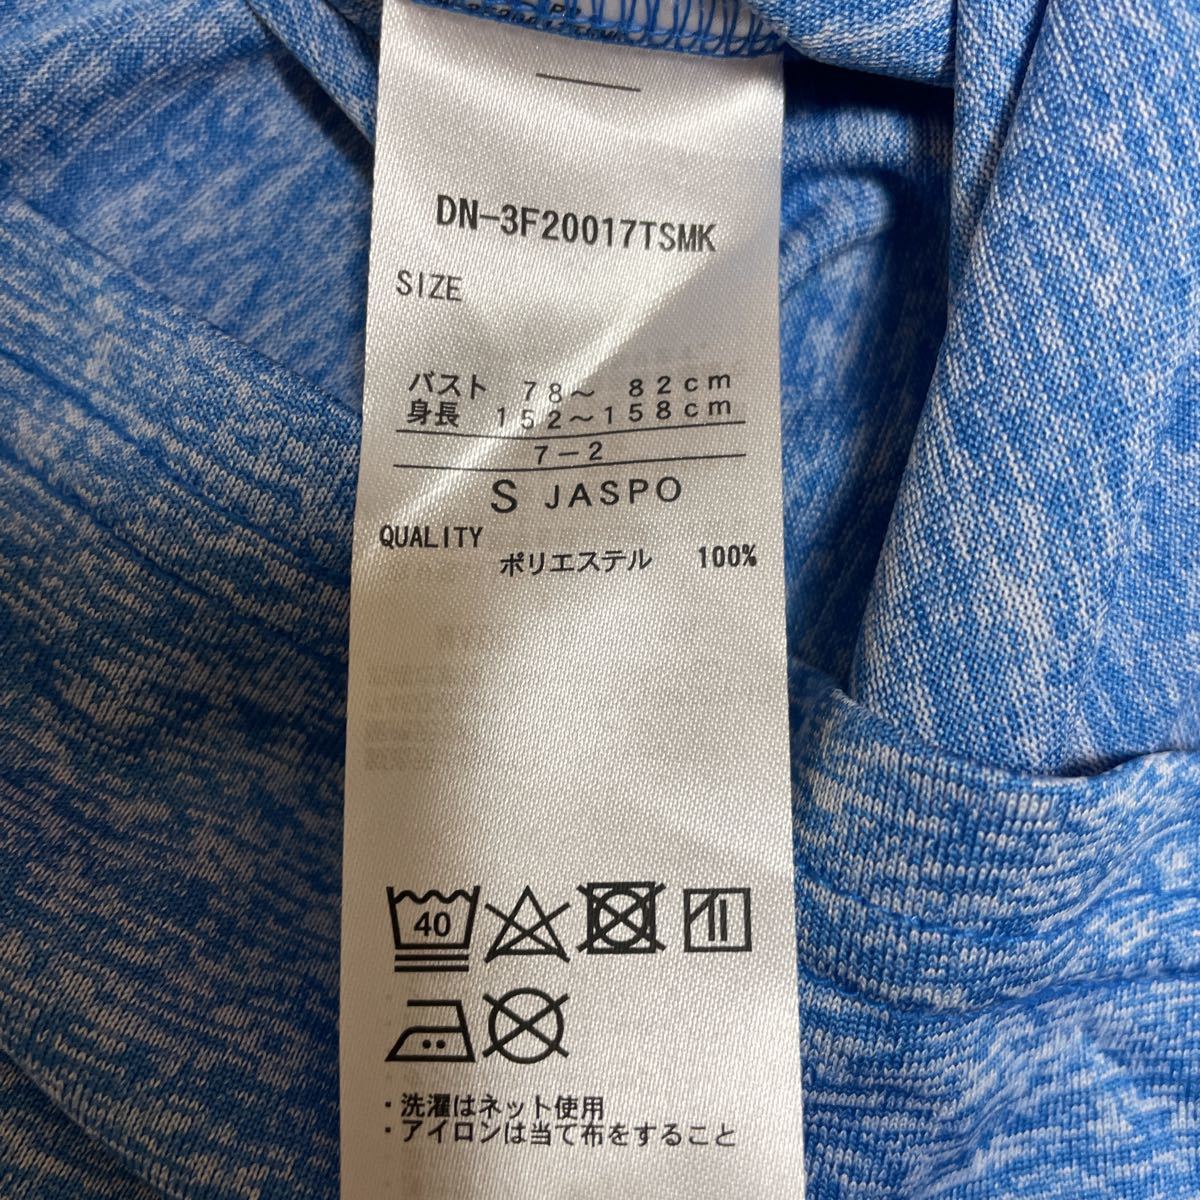 DN-3F20017TSMK
SIZE
バスト 78〜 82cm
身長 152〜158cm
7-2
S JASPO
QUALITY
ポリエステル 100%
40
・洗濯はネット使用
・アイロンは当て布をすること